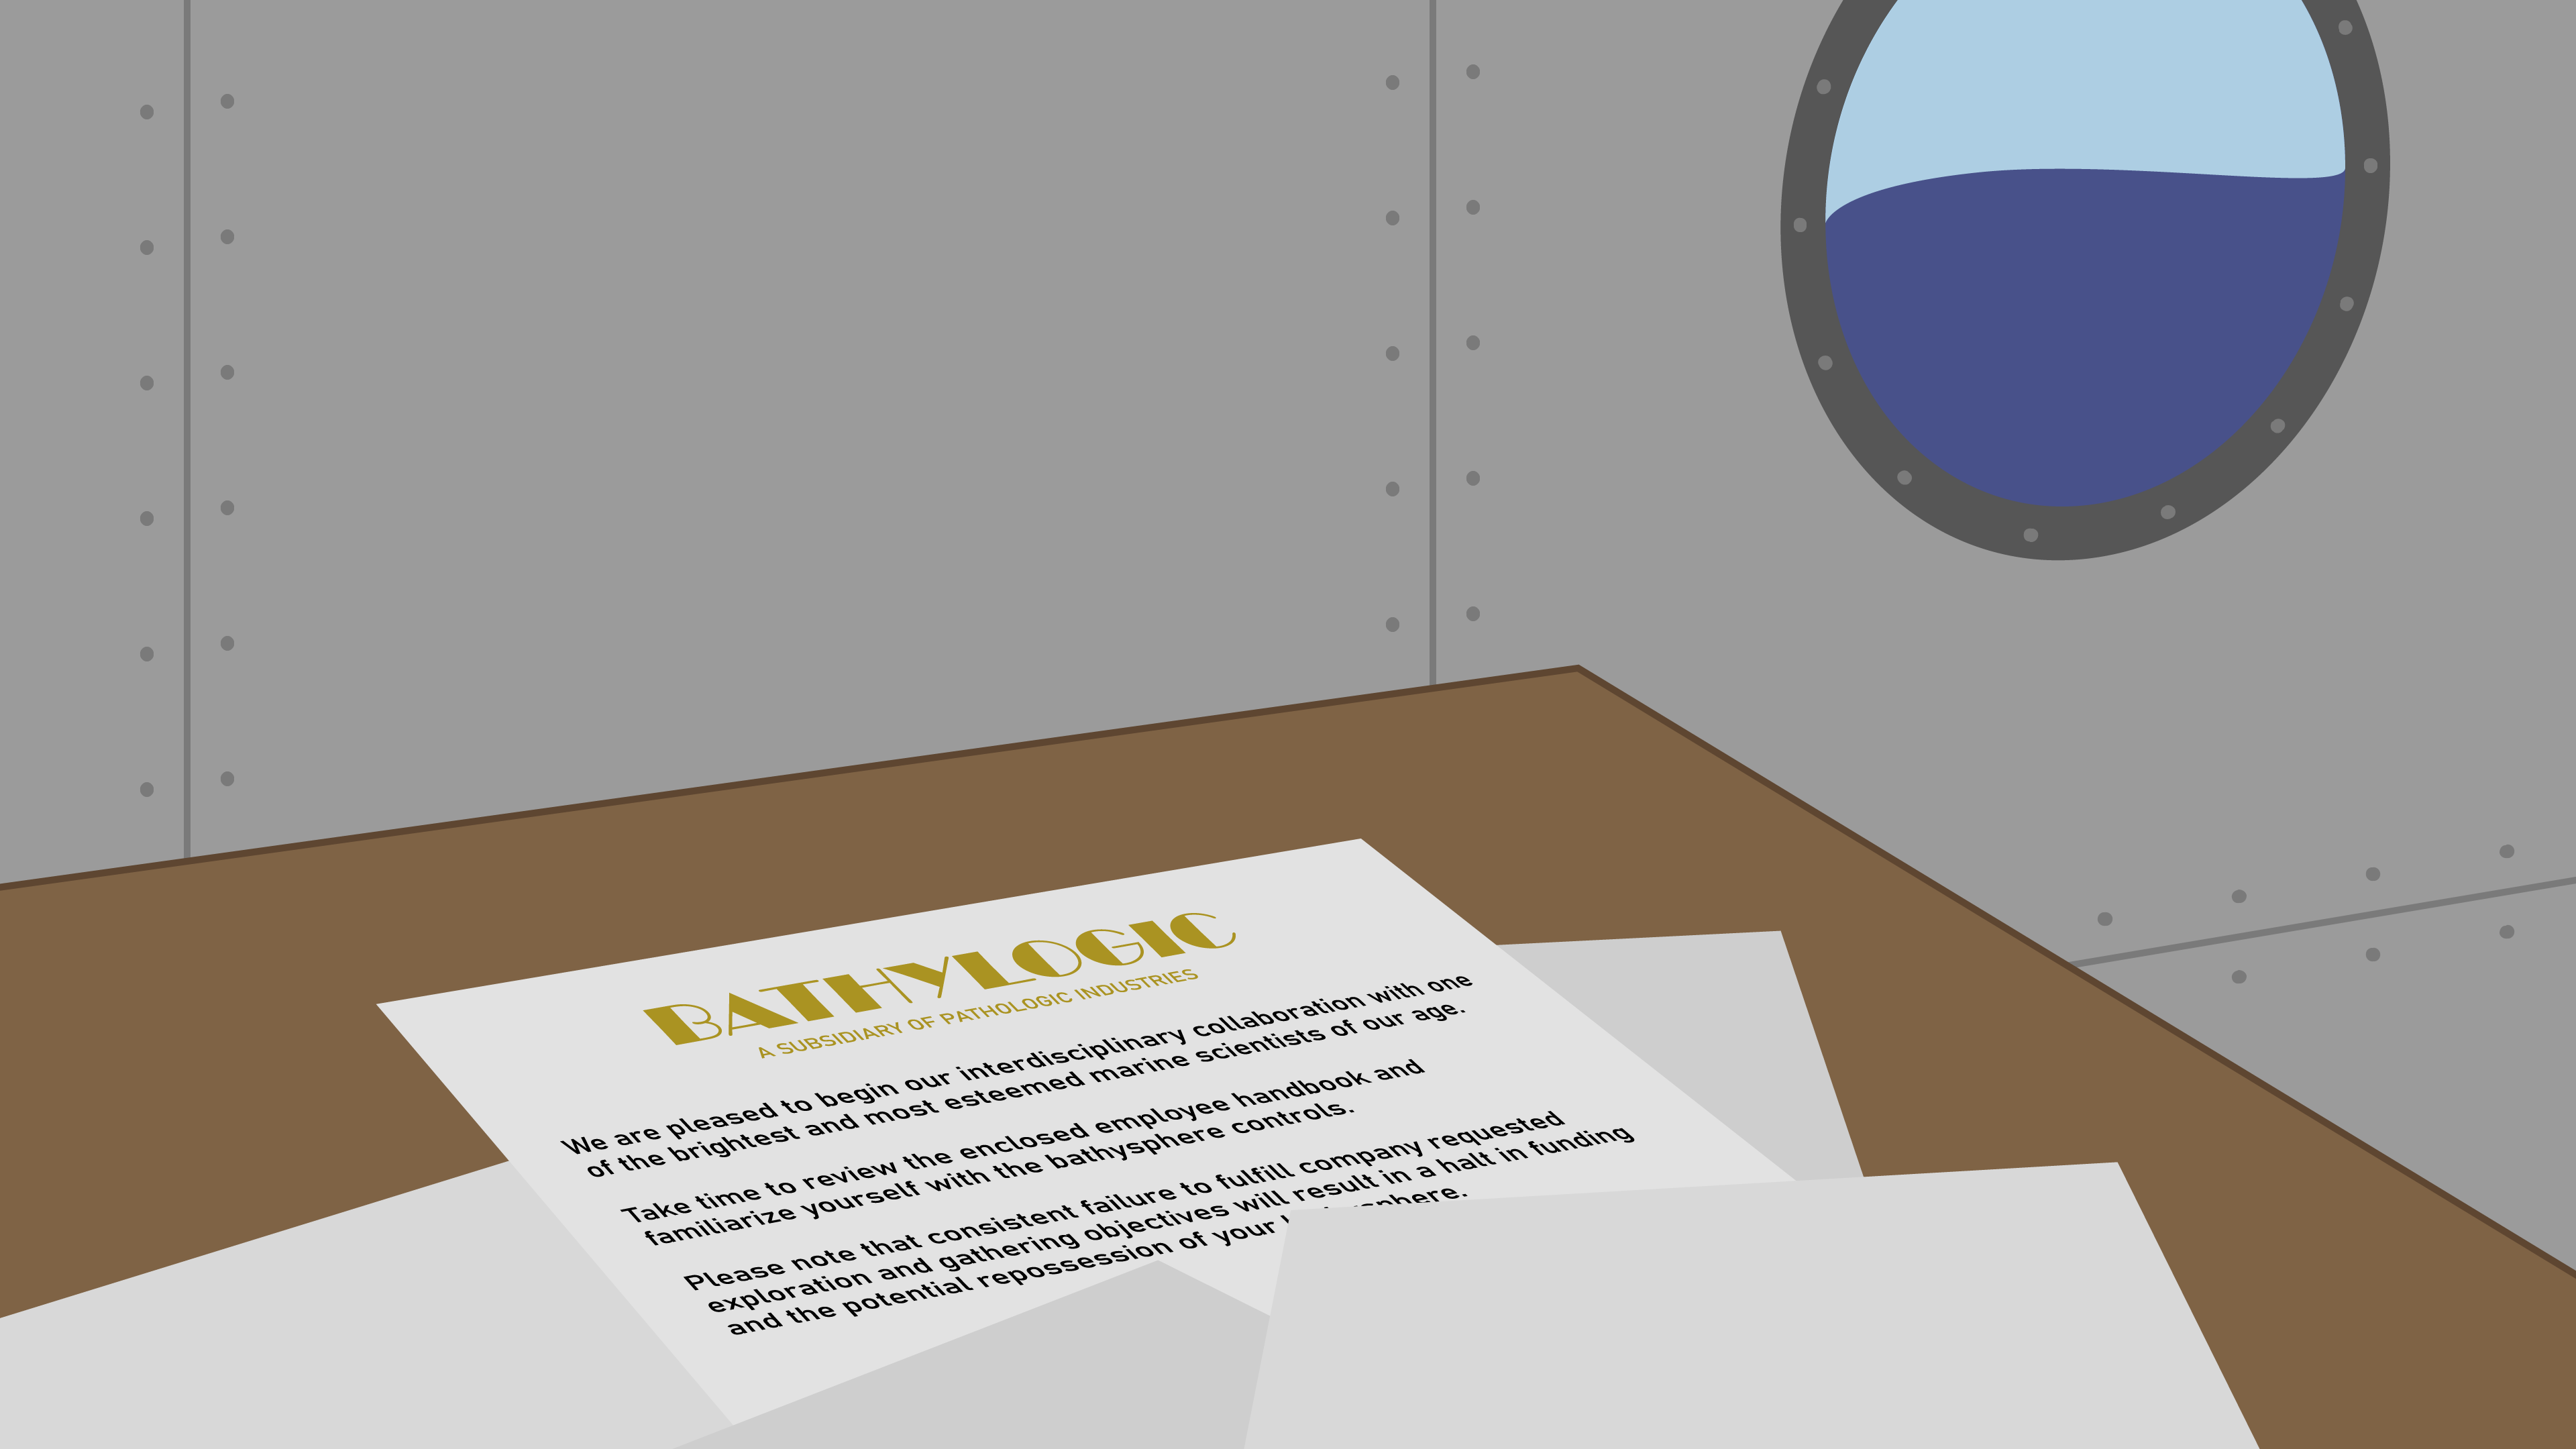 BATHYLOGIC
A SUBSIDIARY OF PATHOLOGIC INDUSTRIES
We are pleased to begin our interdisciplinary collaboration with one
of the brightest and most esteemed marine scientists of our age.
Take time to review the enclosed employee handbook and
familiarize yourself with the bathysphere controls.
Please note that consistent failure to fulfill company requested
exploration and gathering objectives will result in a halt in funding
and the potential repossession of your